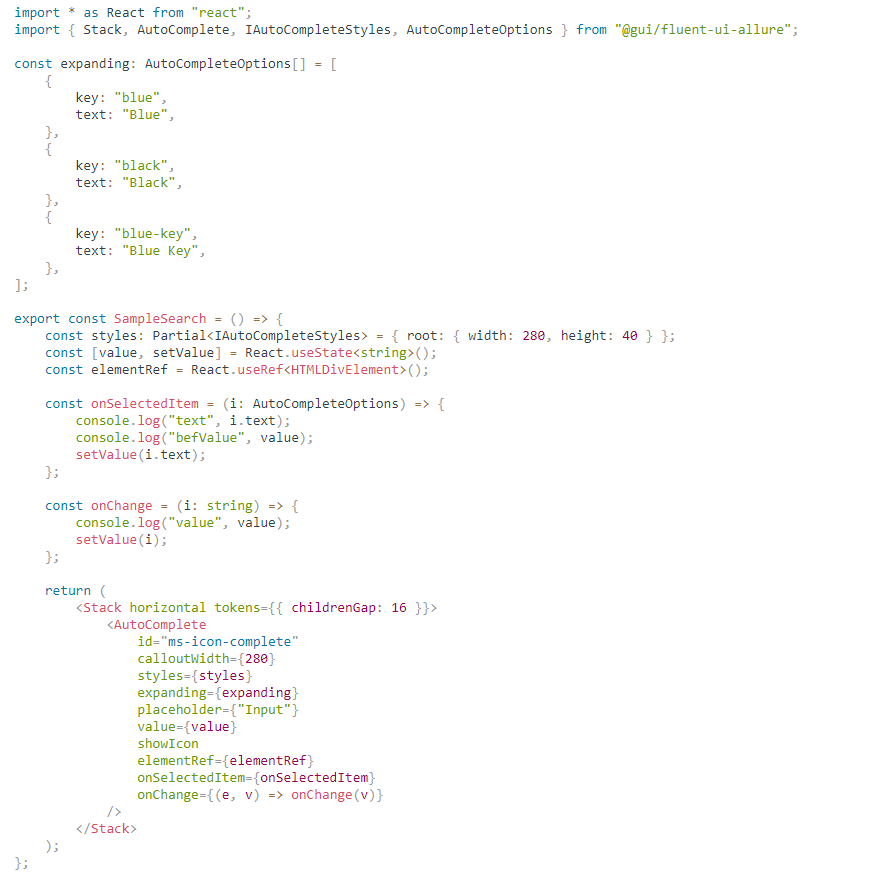 import * as React from "react";
import { Stack, AutoComplete, IAutoCompleteStyles, AutoCompleteOptions } from "@gui/fluent-ui-allure";

const expanding: AutoCompleteOptions[] = [
    {
        key: "blue",
        text: "Blue",
    },
    {
        key: "black",
        text: "Black",
    },
    {
        key: "blue-key",
        text: "Blue Key",
    },
];

export const SampleSearch = () => {
    const styles: Partial<IAutoCompleteStyles> = { root: { width: 280, height: 40 } };
    const [value, setValue] = React.useState<string>();
    const elementRef = React.useRef<HTMLDivElement>();

    const onSelectedItem = (i: AutoCompleteOptions) => {
        console.log("text", i.text);
        console.log("befValue", value);
        setValue(i.text);
    };

    const onChange = (i: string) => {
        console.log("value", value);
        setValue(i);
    };

    return (
        <Stack horizontal tokens={{ childrenGap: 16 }}>
            <AutoComplete
                id="ms-icon-complete"
                calloutWidth={280}
                styles={styles}
                expanding={expanding}
                placeholder={"Input"}
                value={value}
                showIcon
                elementRef={elementRef}
                onSelectedItem={onSelectedItem}
                onChange={(e, v) => onChange(v)}
            />
        </Stack>
    );
};